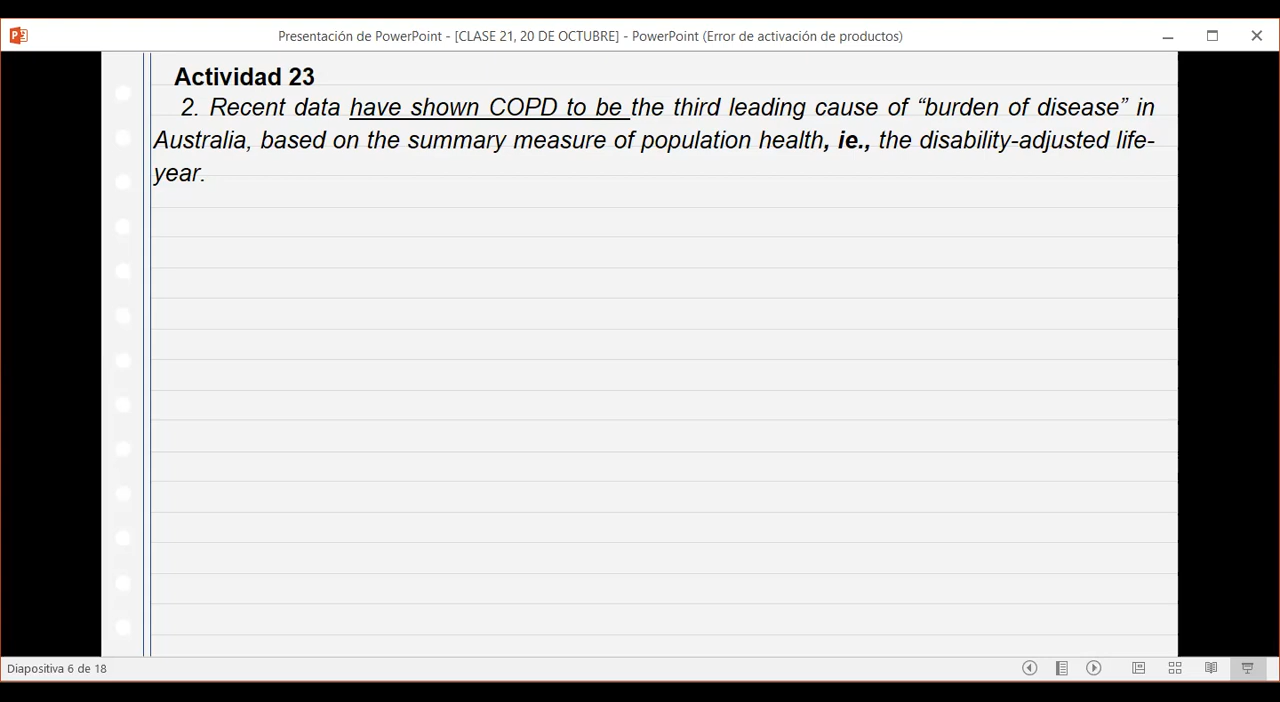 Presentación de PowerPoint - [CLASE 21, 20 DE OCTUBRE] - PowerPoint (Error de activación de productos)
Actividad 23
2. Recent data have shown COPD to be the third leading cause of “burden of disease” in
Australia, based on the summary measure of population health, ie., the disability-adjusted life-
year.
Diapositiva 6 de 18